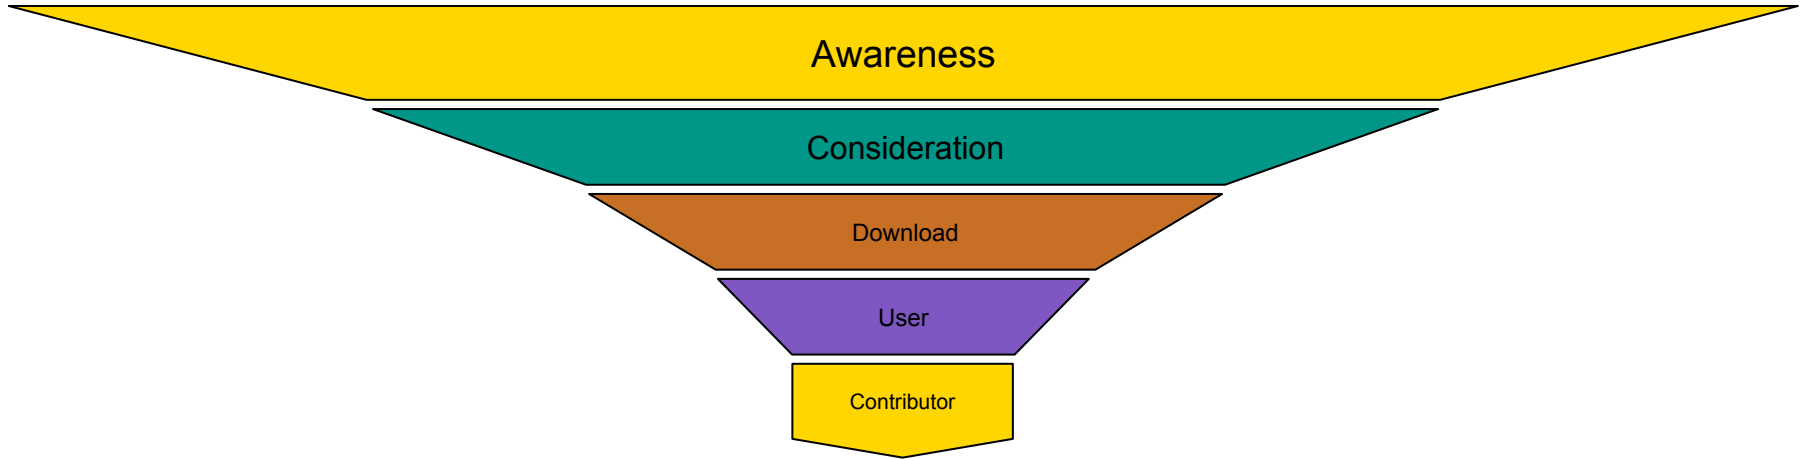 Awareness
Consideration
Download
User
Contributor